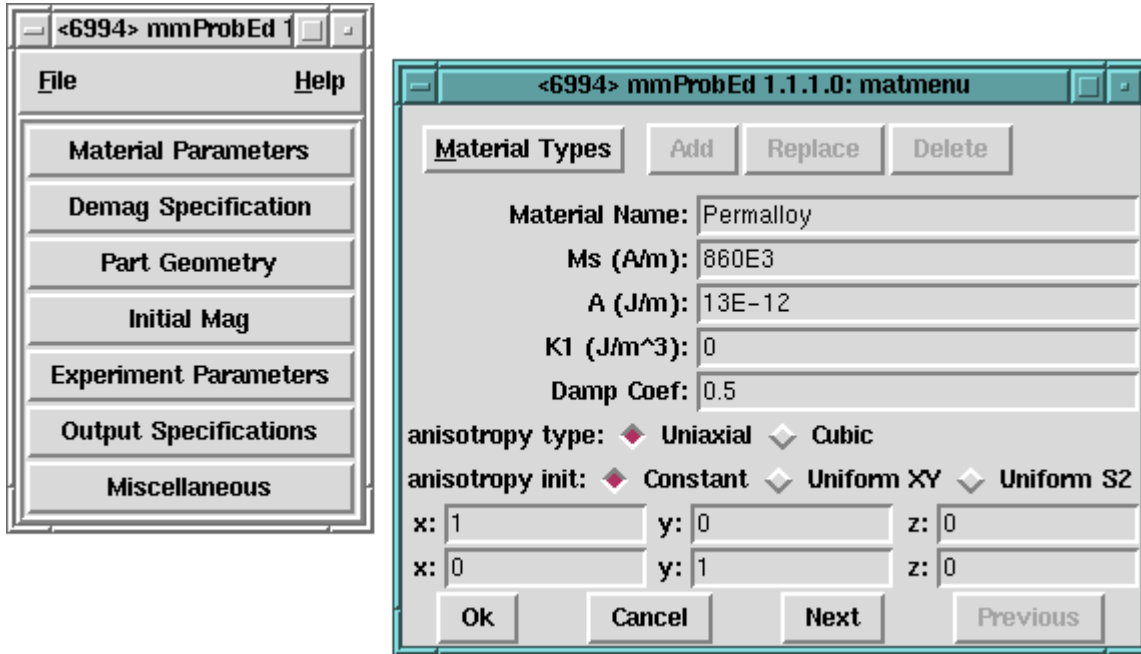 <6994> mmProbEd 1
File Help
Material Parameters
Demag Specification
Part Geometry
Initial Mag
Experiment Parameters
Output Specifications
Miscellaneous
<6994> mmProbEd 1.1.1.0: matmenu
Material Types Add Replace Delete
Material Name: Permalloy
Ms (A/m): 860E3
A (J/m): 13E-12
K1 (J/m^3): 0
Damp Coef: 0.5
anisotropy type: Uniaxial Cubic
anisotropy init: Constant Uniform XY Uniform S2
x: 1 y: 0 z: 0
x: 0 y: 1 z: 0
Ok Cancel Next Previous